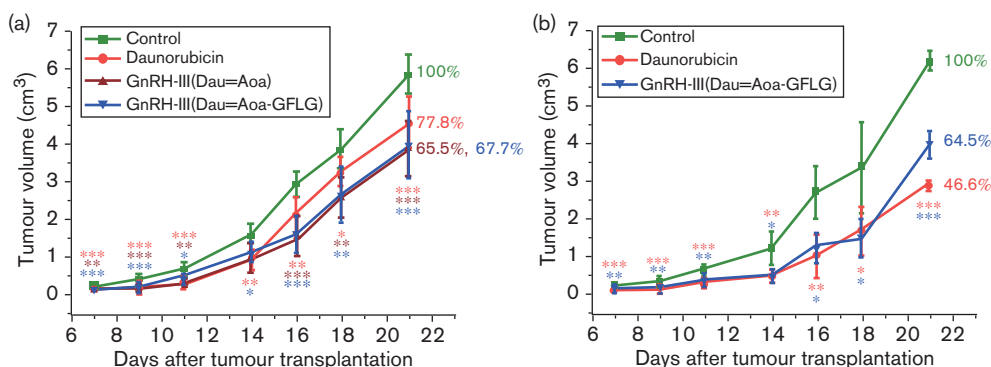 (a)
Tumour volume (cm³)
7
6
5
4
3
2
1
0
Control
Daunorubicin
GnRH-III(Dau=Aoa)
GnRH-III(Dau=Aoa-GFLG)
100%
77.8%
65.5%, 67.7%
*** *** *** ** ** * ***
** *** ** * *** ** ***
*** *** * *** ** ***
6 8 10 12 14 16 18 20 22
Days after tumour transplantation
(b)
Tumour volume (cm³)
7
6
5
4
3
2
1
0
Control
Daunorubicin
GnRH-III(Dau=Aoa-GFLG)
100%
64.5%
46.6%
*** *** *** ** ** * ***
** ** ** * * * ***
6 8 10 12 14 16 18 20 22
Days after tumour transplantation